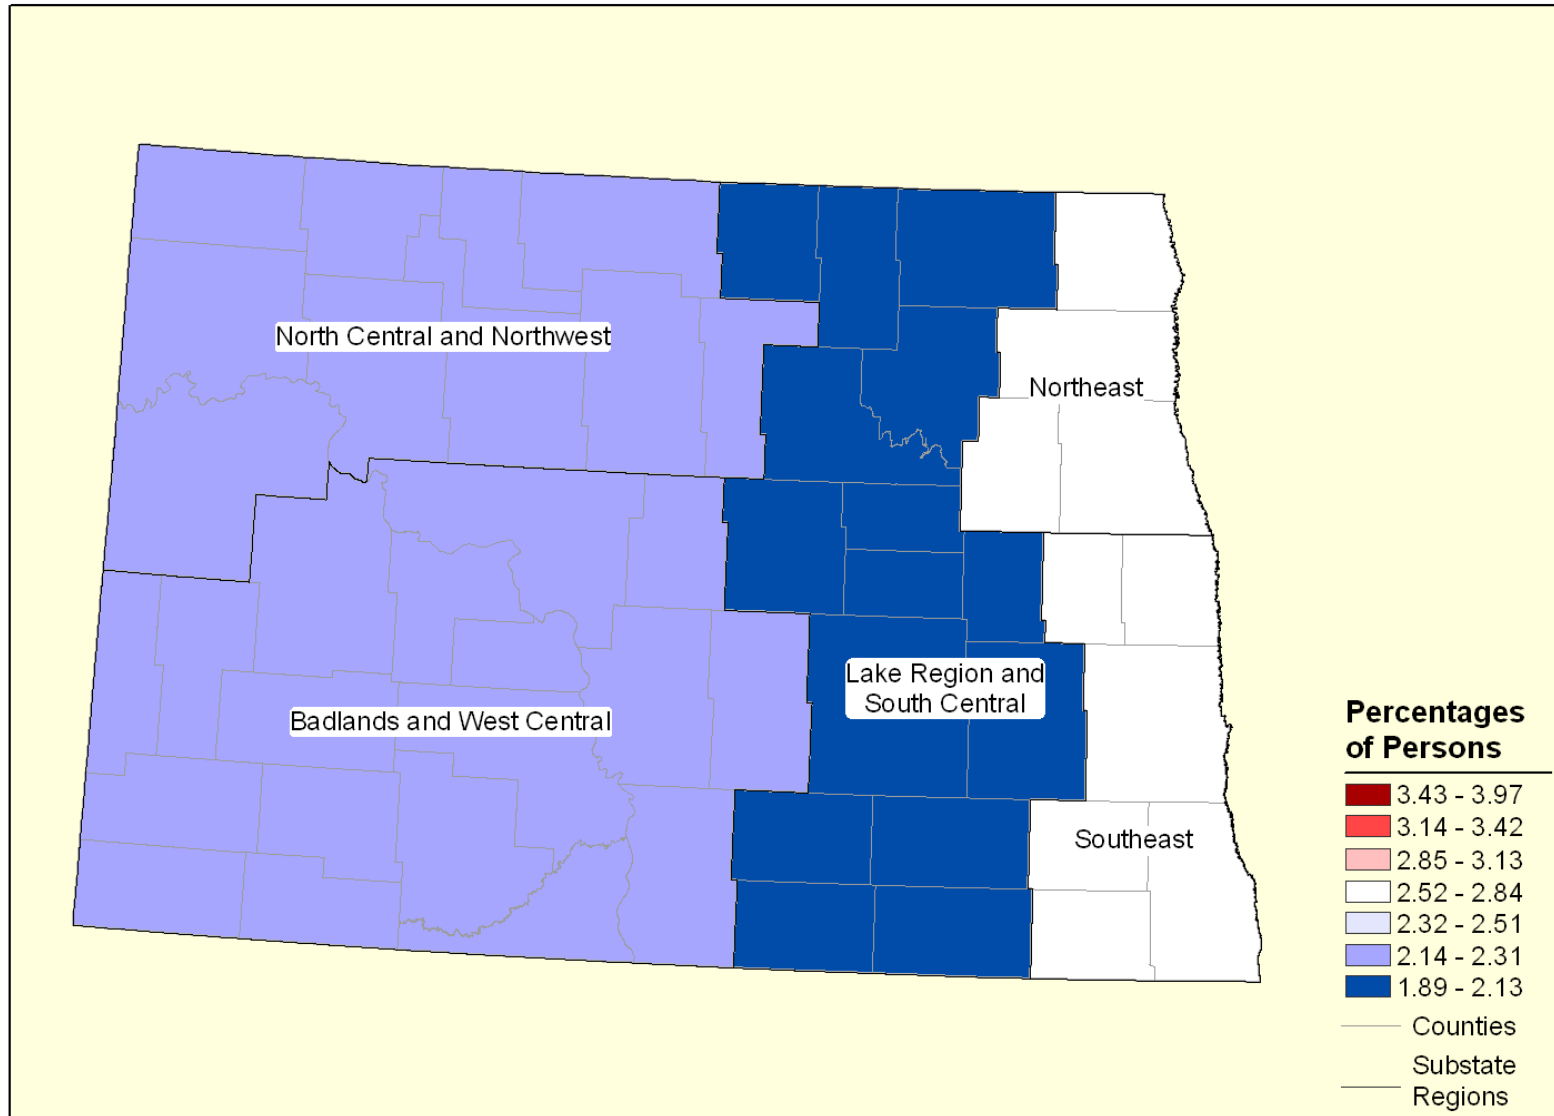 North Central and Northwest
Northeast
Lake Region and
South Central
Badlands and West Central
Southeast
Percentages
of Persons
3.43 - 3.97
3.14 - 3.42
2.85 - 3.13
2.52 - 2.84
2.32 - 2.51
2.14 - 2.31
1.89 - 2.13
Counties
Substate
Regions